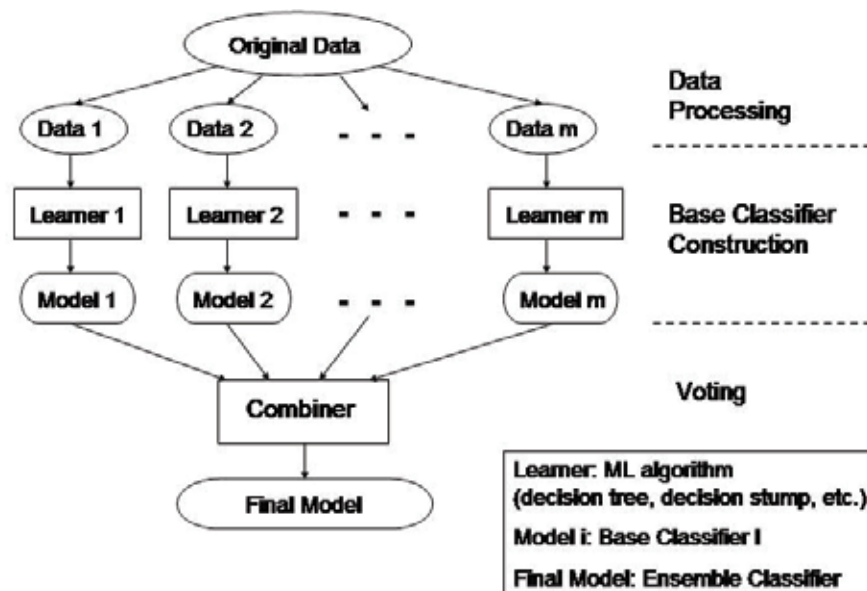 Original Data
Data
Processing
Data 1
Data 2
- - -
Data m
Learner 1
Learner 2
- - -
Learner m
Base Classifier
Construction
Model 1
Model 2
- - -
Model m
Combiner
Voting
Final Model
Learner: ML algorithm
(decision tree, decision stump, etc.)
Model i: Base Classifier I
Final Model: Ensemble Classifier